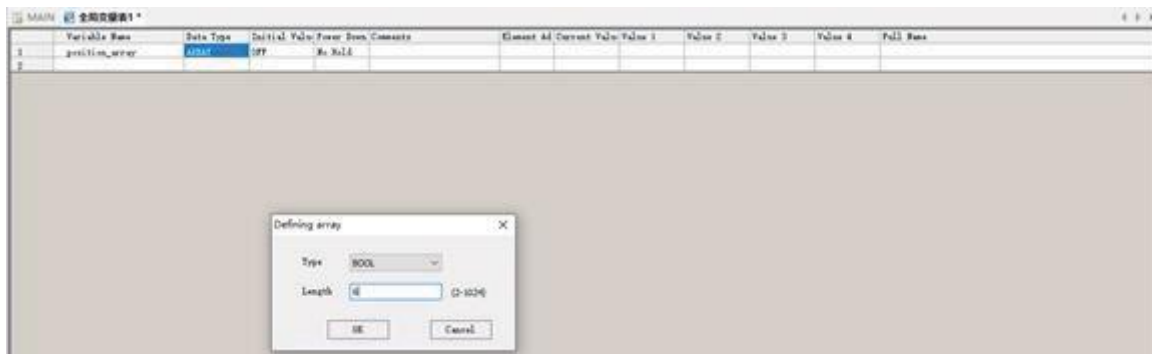 MAIN 全局变量表1 *
Variable Name Data Type Initial Valu Power Down Comments Element Ad Current Valu Value 1 Value 2 Value 3 Value 4 Full Name
1 position_array ARRAY OFF No Hold
2
Defining array
Type BOOL
Length (2-1024)
OK Cancel